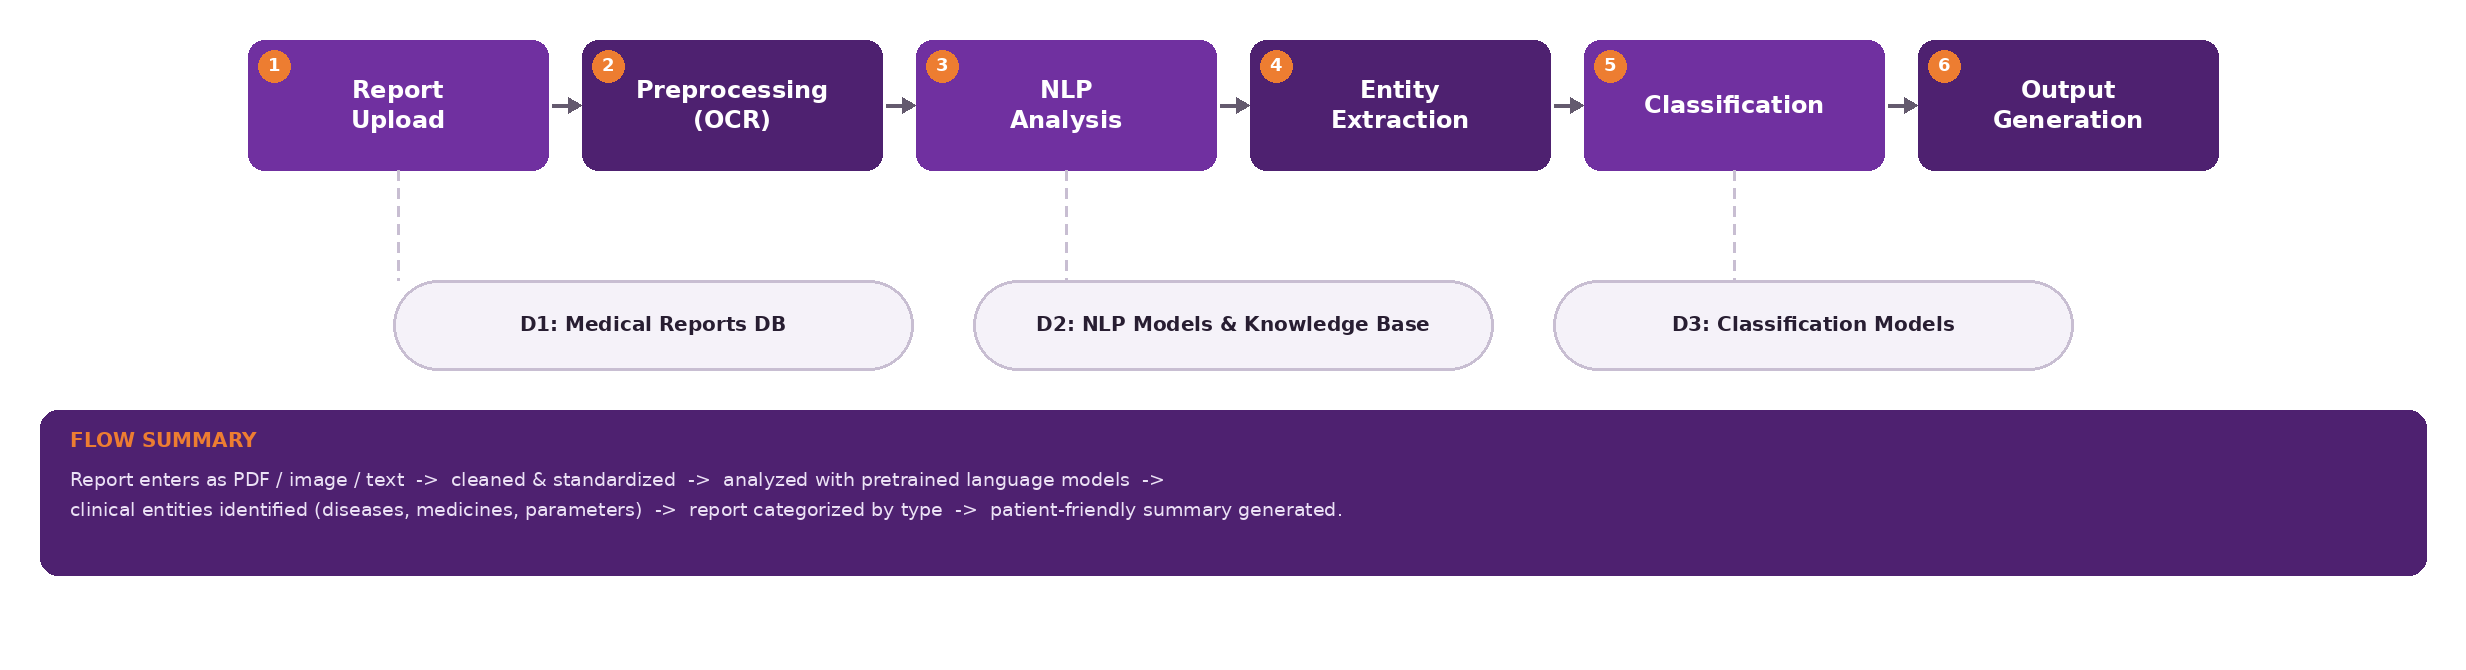 1
Report
Upload
2
Preprocessing
(OCR)
3
NLP
Analysis
4
Entity
Extraction
5
Classification
6
Output
Generation
D1: Medical Reports DB
D2: NLP Models & Knowledge Base
D3: Classification Models
FLOW SUMMARY
Report enters as PDF / image / text -> cleaned & standardized -> analyzed with pretrained language models ->
clinical entities identified (diseases, medicines, parameters) -> report categorized by type -> patient-friendly summary generated.